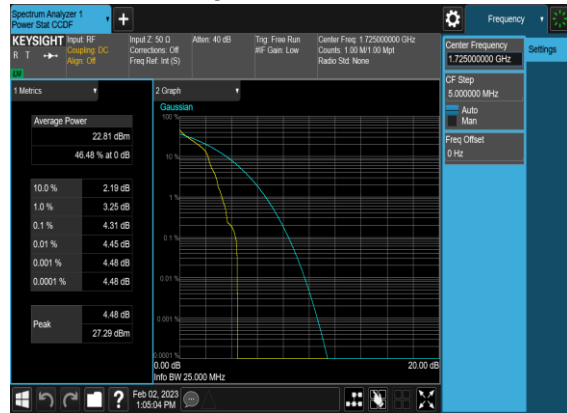 Spectrum Analyzer 1
Power Stat CCDF
+
Frequency
KEYSIGHT
R T
LV
Input: RF
Coupling: DC
Align: Off
Input Z: 50 Ω
Corrections: Off
Freq Ref: Int (S)
Atten: 40 dB
Trig: Free Run
#IF Gain: Low
Center Freq: 1.725000000 GHz
Counts: 1.00 M/1.00 Mpt
Radio Std: None
Center Frequency
1.725000000 GHz
Settings
CF Step
5.000000 MHz
Auto
Man
Freq Offset
0 Hz
1 Metrics
Average Power
22.81 dBm
46.48 % at 0 dB
10.0 % 2.19 dB
1.0 % 3.25 dB
0.1 % 4.31 dB
0.01 % 4.45 dB
0.001 % 4.48 dB
0.0001 % 4.48 dB
Peak
4.48 dB
27.29 dBm
2 Graph
Gaussian
100 %
10 %
1 %
0.1 %
0.01 %
0.001 %
0.0001 %
0.00 dB
20.00 dB
Info BW 25.000 MHz
?
Feb 02, 2023
1:05:04 PM